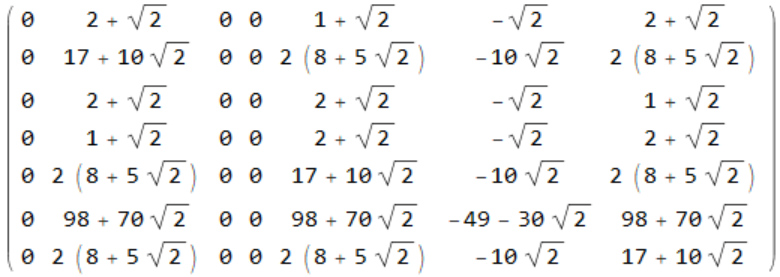 0 2 + √2 0 0 1 + √2 -√2 2 + √2
0 17 + 10 √2 0 0 2 (8 + 5 √2) -10 √2 2 (8 + 5 √2)
0 2 + √2 0 0 2 + √2 -√2 1 + √2
0 1 + √2 0 0 2 + √2 -√2 2 + √2
0 2 (8 + 5 √2) 0 0 17 + 10 √2 -10 √2 2 (8 + 5 √2)
0 98 + 70 √2 0 0 98 + 70 √2 -49 - 30 √2 98 + 70 √2
0 2 (8 + 5 √2) 0 0 2 (8 + 5 √2) -10 √2 17 + 10 √2